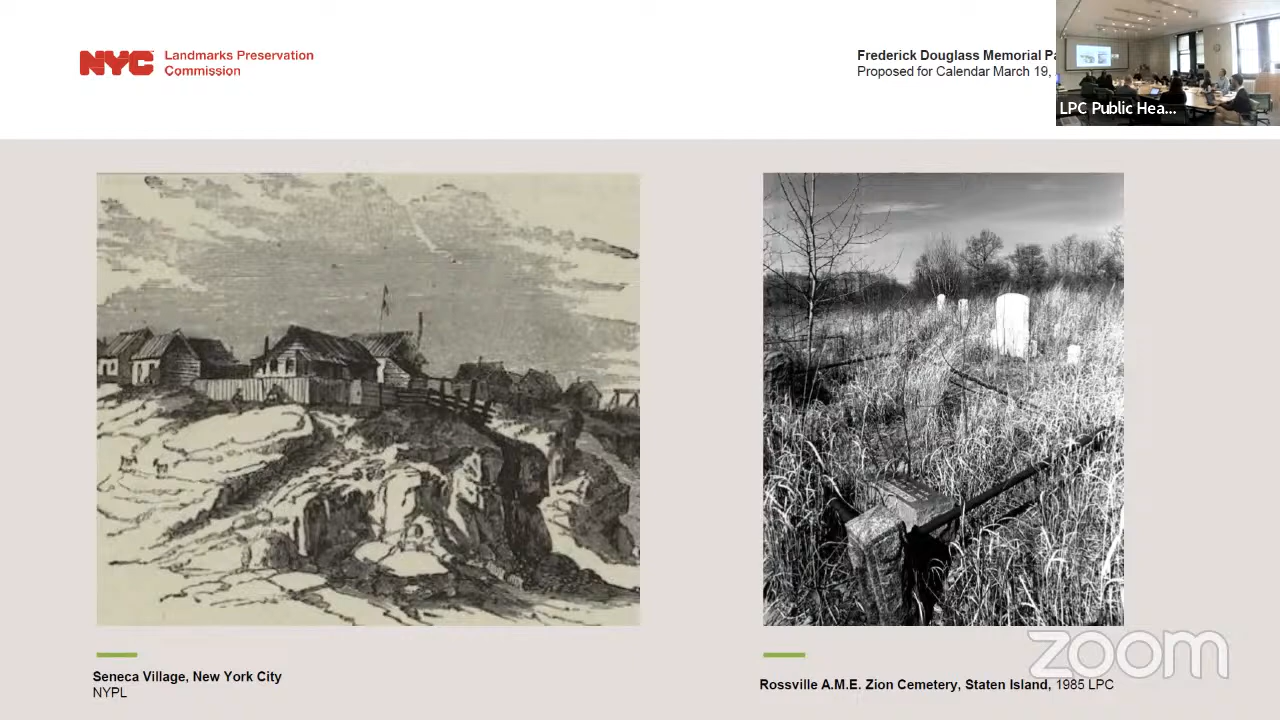 NYC Landmarks Preservation
Commission
Frederick Douglass Memorial
Proposed for Calendar March 19,
LPC Public Hea...
Seneca Village, New York City
NYPL
Rossville A.M.E. Zion Cemetery, Staten Island, 1985 LPC
zoom